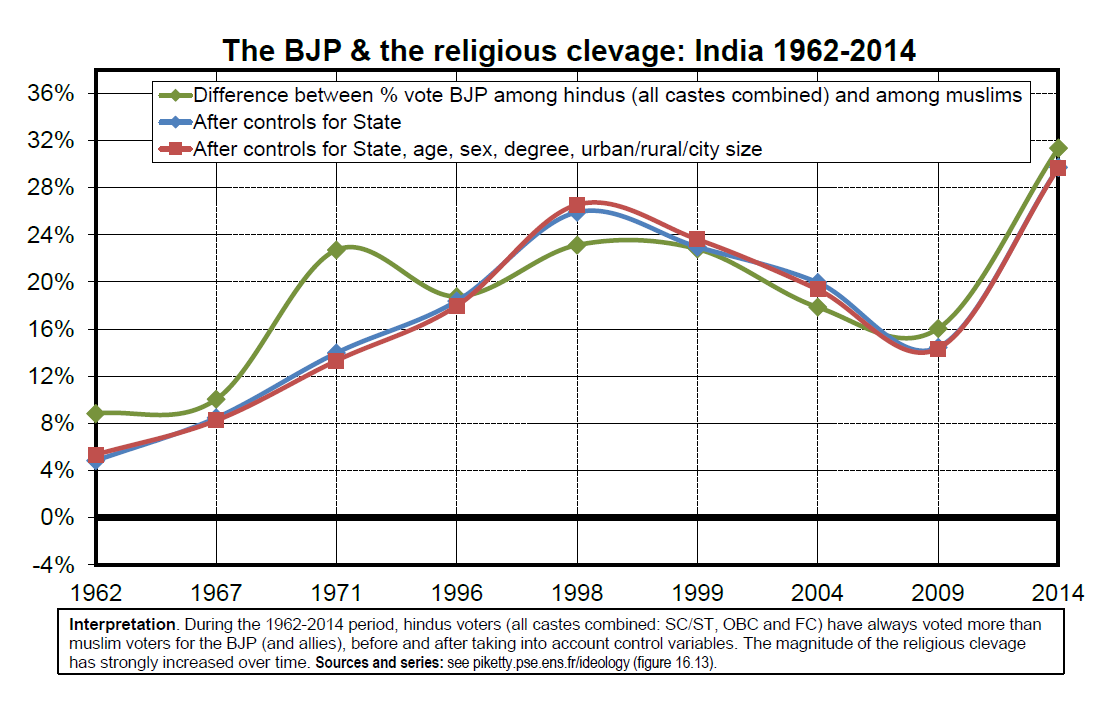 The BJP & the religious clevage: India 1962-2014
36%
32%
28%
24%
20%
16%
12%
8%
4%
0%
-4%
Difference between % vote BJP among hindus (all castes combined) and among muslims
After controls for State
After controls for State, age, sex, degree, urban/rural/city size
1962 1967 1971 1996 1998 1999 2004 2009 2014
Interpretation. During the 1962-2014 period, hindus voters (all castes combined: SC/ST, OBC and FC) have always voted more than
muslim voters for the BJP (and allies), before and after taking into account control variables. The magnitude of the religious clevage
has strongly increased over time. Sources and series: see piketty.pse.ens.fr/ideology (figure 16.13).